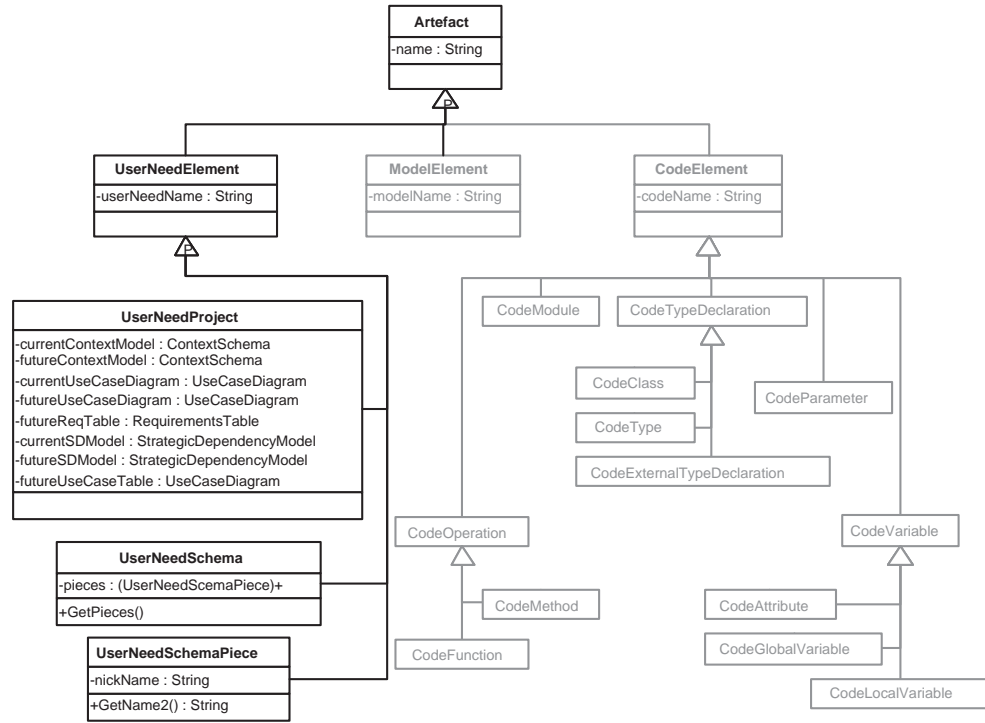 Artefact
-name : String
P
UserNeedElement
-userNeedName : String
ModelElement
-modelName : String
CodeElement
-codeName : String
P
UserNeedProject
-currentContextModel : ContextSchema
-futureContextModel : ContextSchema
-currentUseCaseDiagram : UseCaseDiagram
-futureUseCaseDiagram : UseCaseDiagram
-futureReqTable : RequirementsTable
-currentSDModel : StrategicDependencyModel
-futureSDModel : StrategicDependencyModel
-futureUseCaseTable : UseCaseDiagram
CodeModule
CodeTypeDeclaration
CodeClass
CodeType
CodeExternalTypeDeclaration
CodeParameter
CodeOperation
CodeMethod
CodeFunction
CodeVariable
CodeAttribute
CodeGlobalVariable
CodeLocalVariable
UserNeedSchema
-pieces : (UserNeedScemaPiece)+
+GetPieces()
UserNeedSchemaPiece
-nickName : String
+GetName2() : String